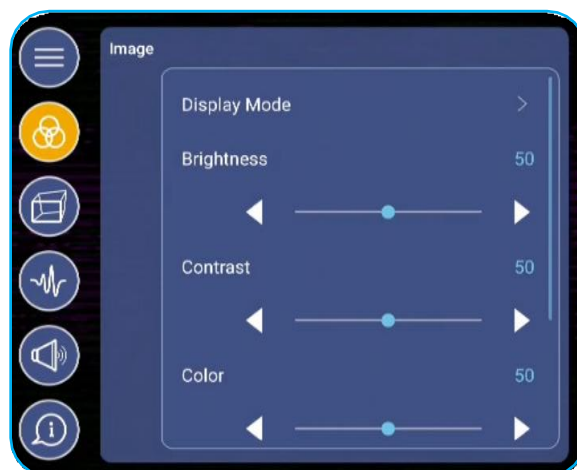 Image
Display Mode >
Brightness 50
Contrast 50
Color 50